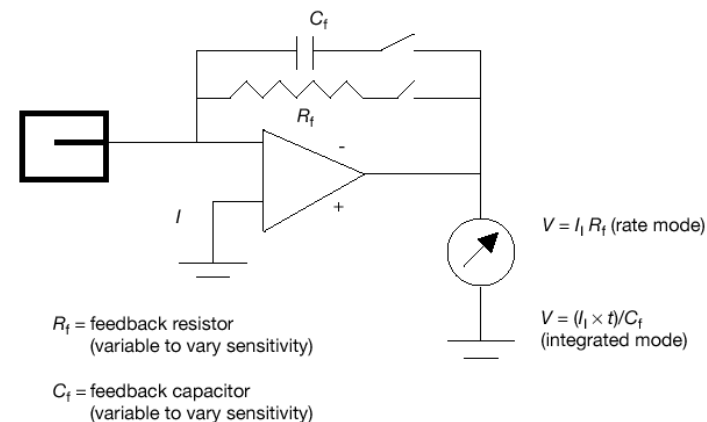 C_f
R_f
-
+
I
V = I_I R_f (rate mode)
V = (I_I × t)/C_f
(integrated mode)
R_f = feedback resistor
(variable to vary sensitivity)
C_f = feedback capacitor
(variable to vary sensitivity)